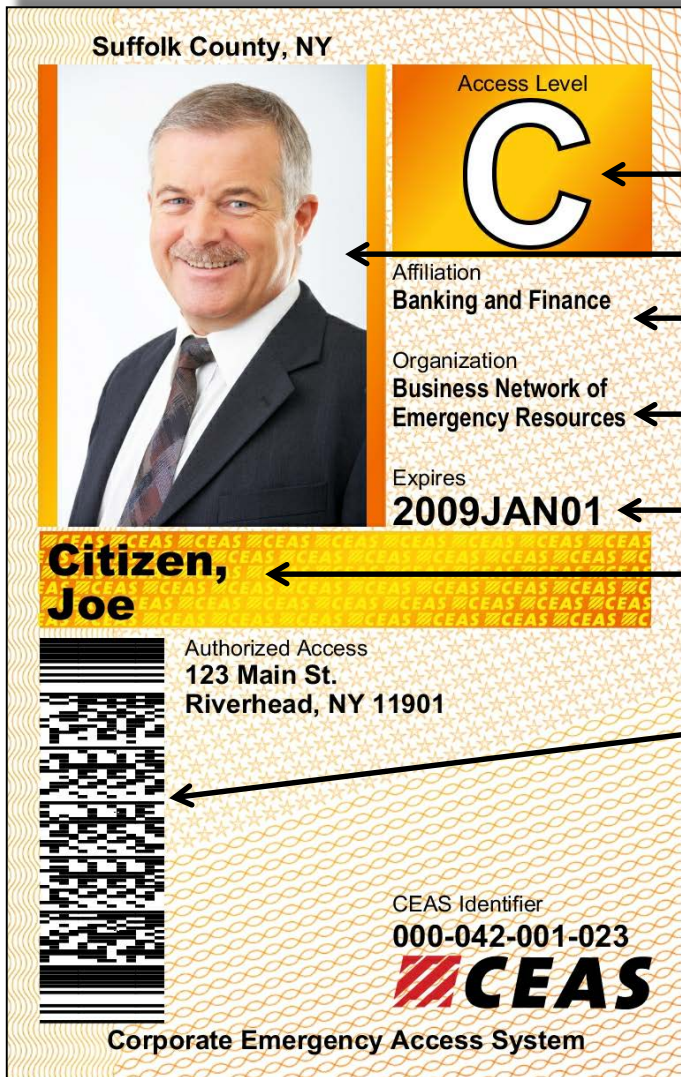 Suffolk County, NY
Access Level
C
Affiliation
Banking and Finance
Organization
Business Network of
Emergency Resources
Expires
2009JAN01
Citizen,
Joe
Authorized Access
123 Main St.
Riverhead, NY 11901
CEAS Identifier
000-042-001-023
CEAS
Corporate Emergency Access System